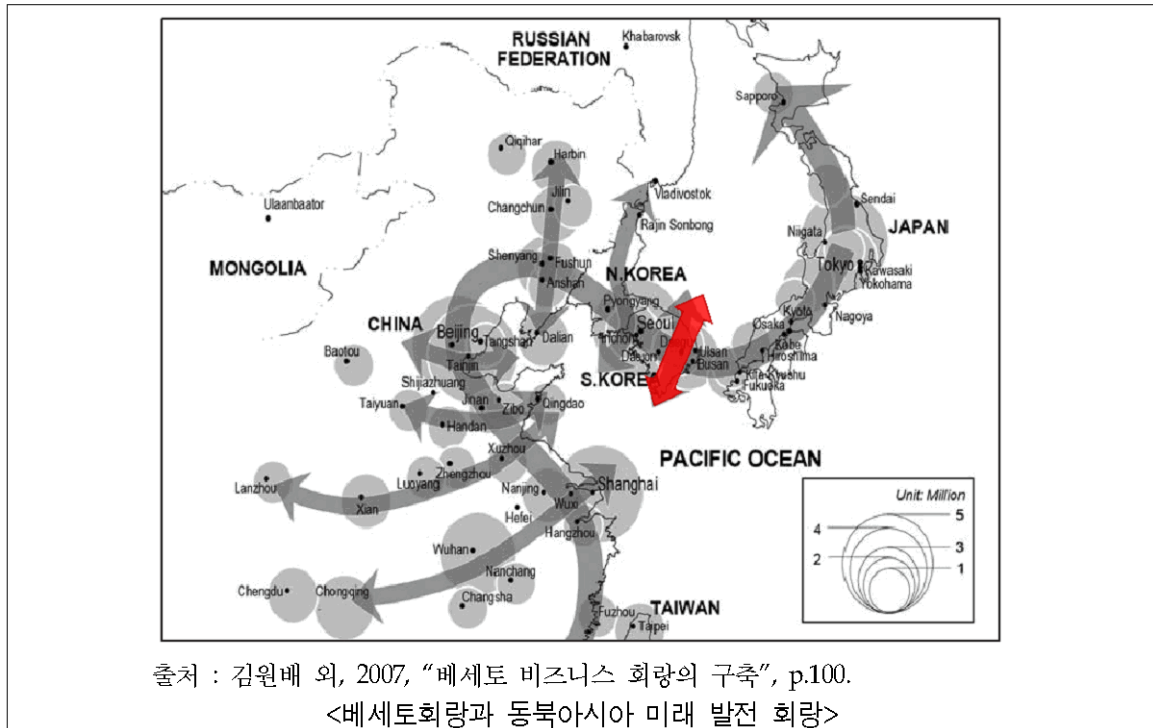 RUSSIAN
FEDERATION
Khabarovsk
Sapporo
Qiqihar
Harbin
Jilin
Changchun
Vladivostok
Rajin Sonbong
Ulaanbaator
MONGOLIA
Sendai
JAPAN
Niigata
Tokyo
Kawasaki
Yokohama
Nagoya
Shenyang
Fushun
Anshan
N.KOREA
Pyongyang
CHINA
Beijing
Tangshan
Tainjin
Dalian
Baotou
Seoul
Inchon
Ulsan
Busan
S.KOREA
Kyoto
Osaka
Kobe
Hiroshima
Kita-Kyushu
Fukuoka
Shijiazhuang
Taiyuan
Jinan
Zibo
Qingdao
Handan
Xuzhou
PACIFIC OCEAN
Lanzhou
Luoyang
Zhengzhou
Xian
Nanjing
Wuxi
Shanghai
Hefei
Hangzhou
Wuhan
Nanchang
Chengdu
Chongqing
Changsha
Fuzhou
TAIWAN
Taipei
Unit: Million
5
4
3
2
1
출처 : 김원배 외, 2007, “베세토 비즈니스 회랑의 구축”, p.100.
<베세토회랑과 동북아시아 미래 발전 회랑>